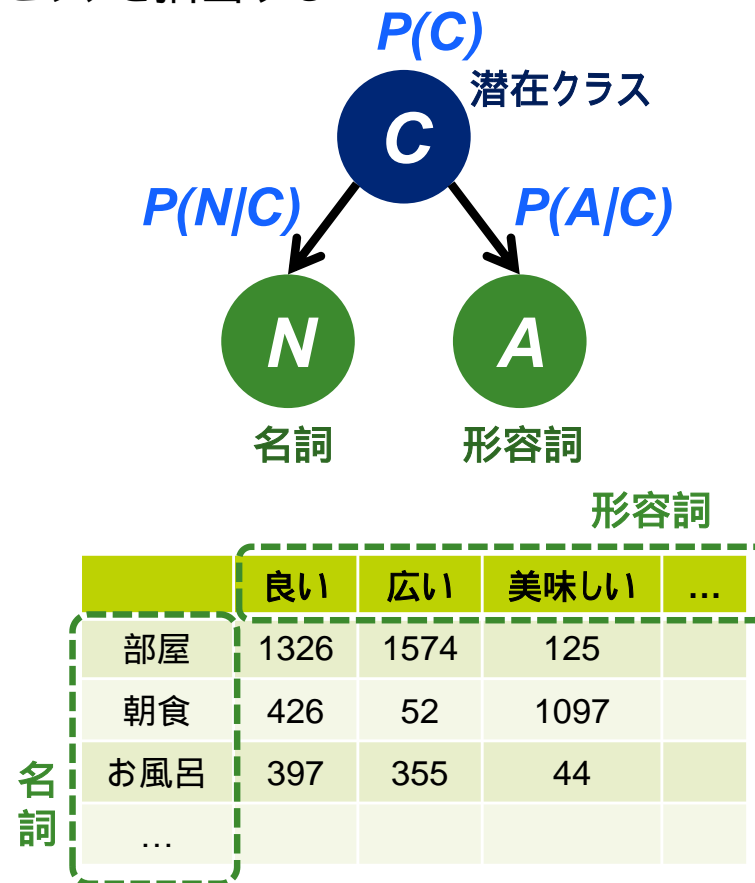 P(C)
潜在クラス
C
P(N|C)
P(A|C)
N
A
名詞
形容詞
形容詞
良い 広い 美味しい …
部屋 1326 1574 125
朝食 426 52 1097
お風呂 397 355 44
…
名詞